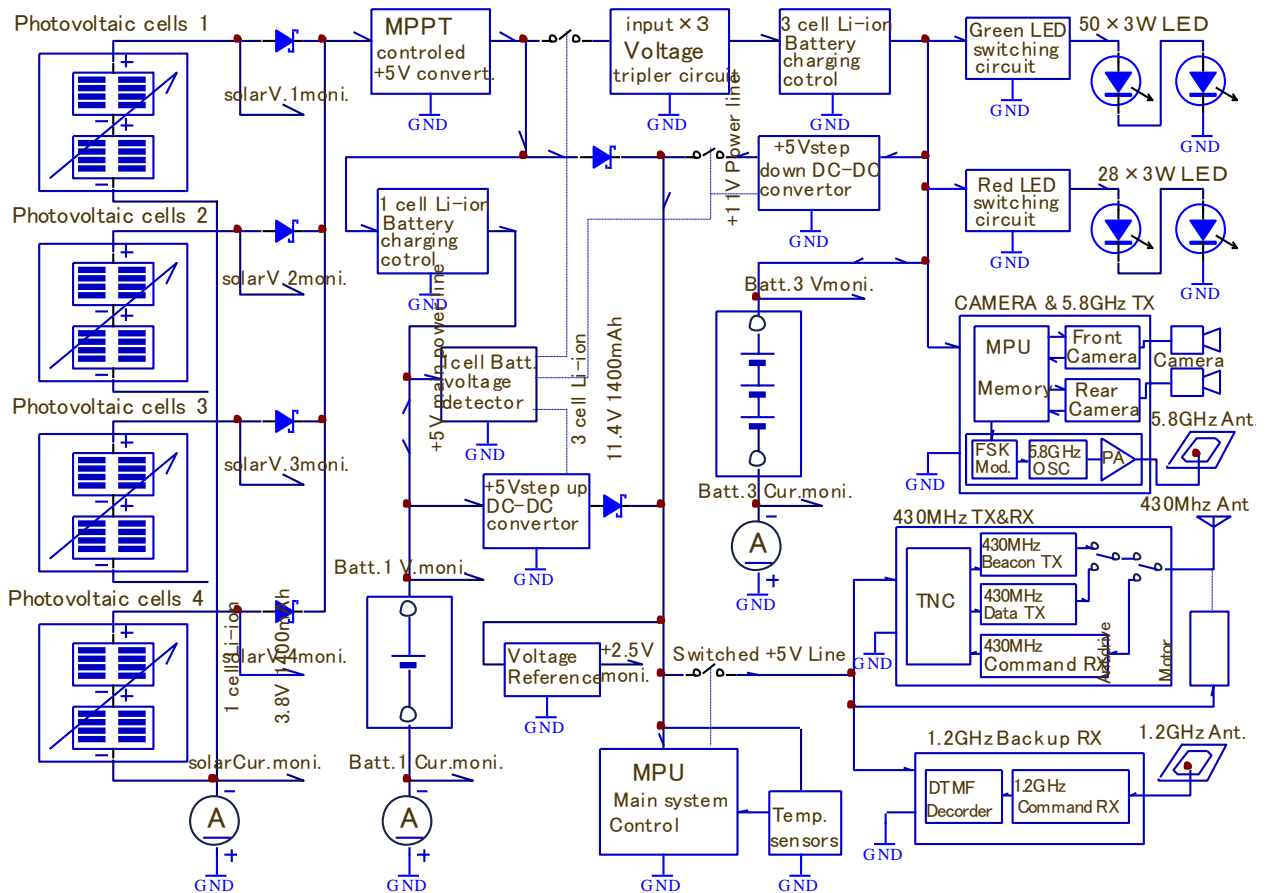 Photovoltaic cells 1
+
−
+
−
solarV.1moni.
MPPT
controled
+5V convert.
GND
input × 3
Voltage
tripler circuit
GND
3 cell Li-ion
Battery
charging
cotrol
GND
Green LED
switching
circuit
GND
50 × 3W LED
GND
+11V Power line
+5Vstep
down DC-DC
convertor
GND
Red LED
switching
circuit
GND
28 × 3W LED
GND
Photovoltaic cells 2
+
−
+
−
solarV.2moni.
1 cell Li-ion
Battery
charging
cotrol
GND
+5V main power line
1cell Batt.
voltage
detector
GND
3 cell Li-ion
11.4V 1400mAh
Batt.3 Vmoni.
Batt.3 Cur.moni.
−
A
+
GND
CAMERA & 5.8GHz TX
MPU
Memory
Front
Camera
Rear
Camera
Camera
FSK
Mod.
5.8GHz
OSC
PA
GND
5.8GHz Ant.
Photovoltaic cells 3
+
−
+
−
solarV.3moni.
+5Vstep up
DC-DC
convertor
GND
430MHz TX&RX
430Mhz Ant
TNC
430MHz
Beacon TX
430MHz
Data TX
430MHz
Command RX
GND
Antdrive
Motor
Photovoltaic cells 4
+
−
+
−
solarV.4moni.
1 cell Li-ion
3.8V 1400mAh
solarCur.moni.
−
A
+
GND
Batt.1 V.moni.
Batt.1 Cur.moni.
−
A
+
GND
Voltage
Reference
GND
+2.5V
moni.
Switched +5V Line
MPU
Main system
Control
GND
Temp.
sensors
GND
1.2GHz Backup RX
1.2GHz Ant.
DTMF
Decorder
1.2GHz
Command RX
GND